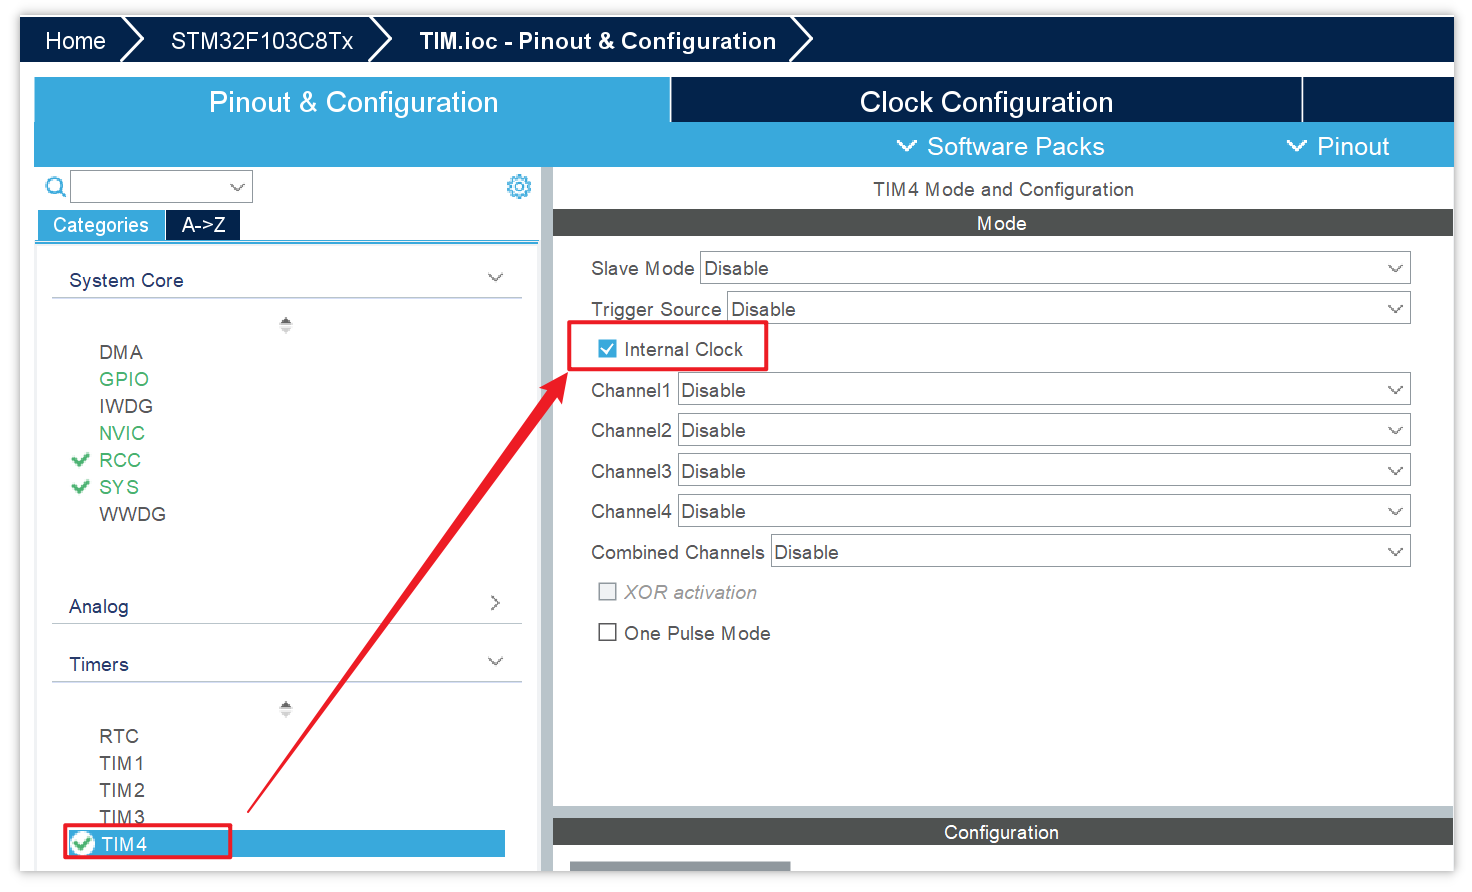 Home STM32F103C8Tx TIM.ioc - Pinout & Configuration
Pinout & Configuration Clock Configuration
Software Packs Pinout
Categories A->Z
System Core
DMA
GPIO
IWDG
NVIC
RCC
SYS
WWDG
Analog
Timers
RTC
TIM1
TIM2
TIM3
TIM4
TIM4 Mode and Configuration
Mode
Slave Mode Disable
Trigger Source Disable
Internal Clock
Channel1 Disable
Channel2 Disable
Channel3 Disable
Channel4 Disable
Combined Channels Disable
XOR activation
One Pulse Mode
Configuration